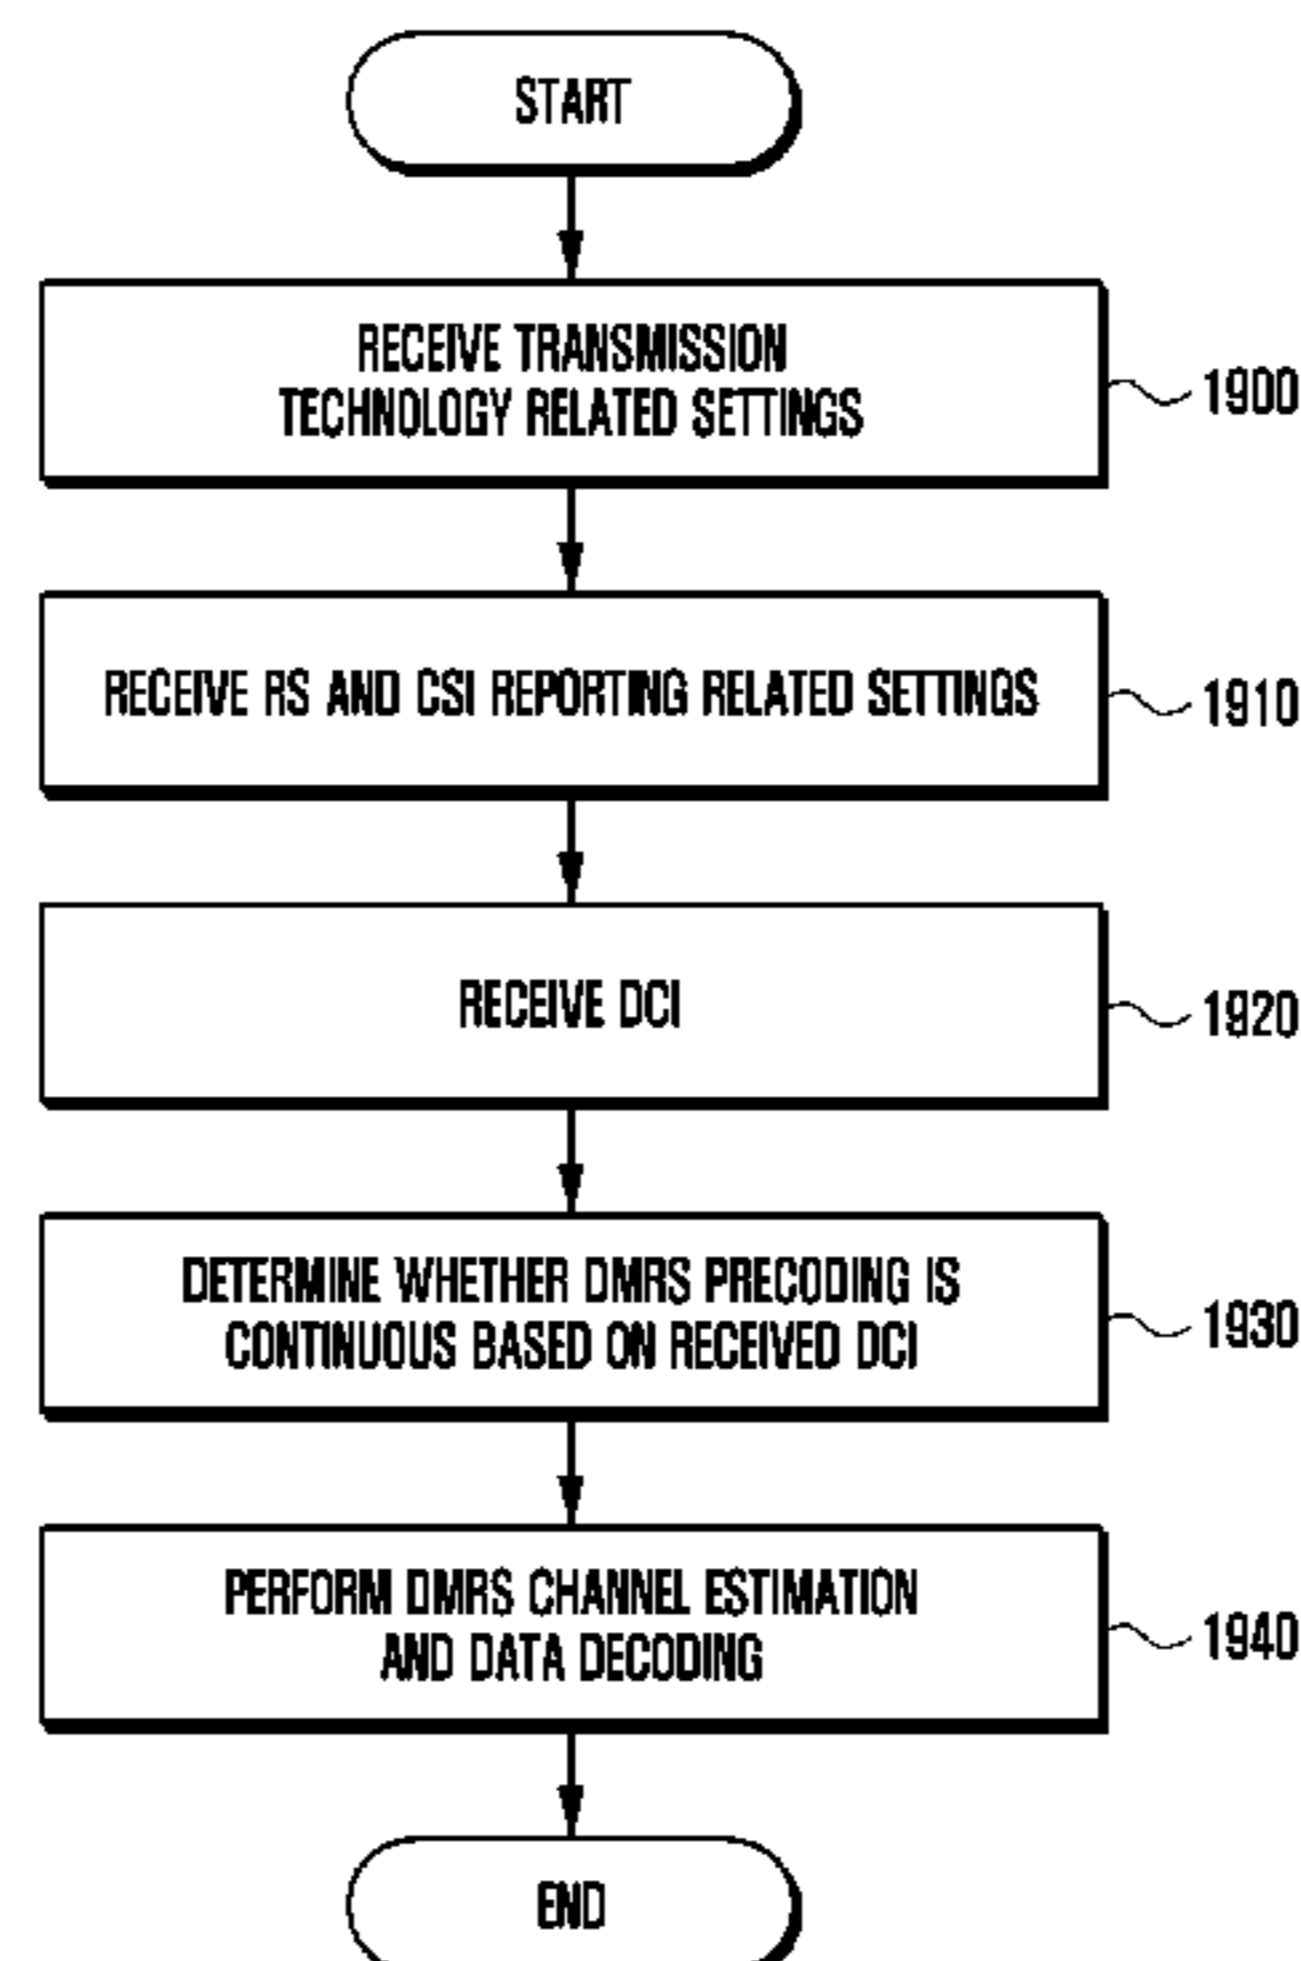 START
RECEIVE TRANSMISSION
TECHNOLOGY RELATED SETTINGS
1900
RECEIVE RS AND CSI REPORTING RELATED SETTINGS
1910
RECEIVE DCI
1920
DETERMINE WHETHER DMRS PRECODING IS
CONTINUOUS BASED ON RECEIVED DCI
1930
PERFORM DMRS CHANNEL ESTIMATION
AND DATA DECODING
1940
END